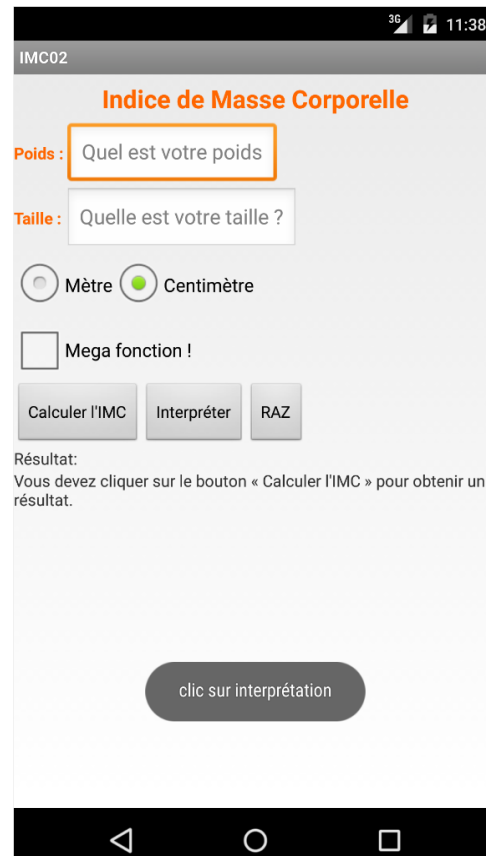 3G 11:38
IMC02
Indice de Masse Corporelle
Poids : Quel est votre poids
Taille : Quelle est votre taille ?
Mètre Centimètre
Mega fonction !
Calculer l'IMC Interpréter RAZ
Résultat:
Vous devez cliquer sur le bouton « Calculer l'IMC » pour obtenir un
résultat.
clic sur interprétation